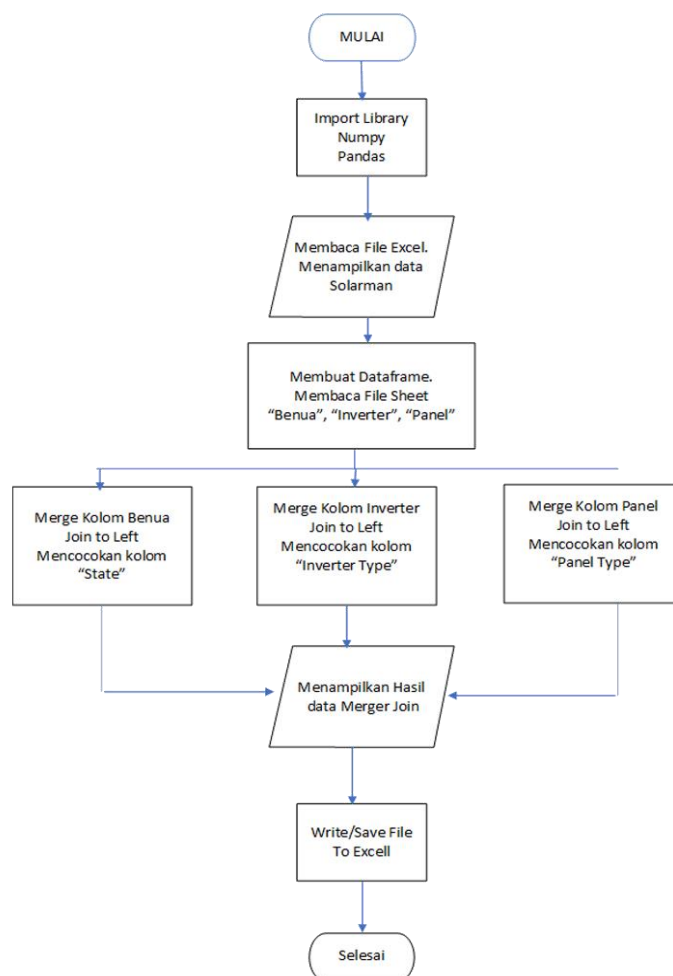 MULAI
Import Library
Numpy
Pandas
Membaca File Excel.
Menampilkan data
Solarman
Membuat Dataframe.
Membaca File Sheet
“Benua”, “Inverter”, “Panel”
Merge Kolom Benua
Join to Left
Mencocokan kolom
“State”
Merge Kolom Inverter
Join to Left
Mencocokan kolom
“Inverter Type”
Merge Kolom Panel
Join to Left
Mencocokan kolom
“Panel Type”
Menampilkan Hasil
data Merger Join
Write/Save File
To Excell
Selesai